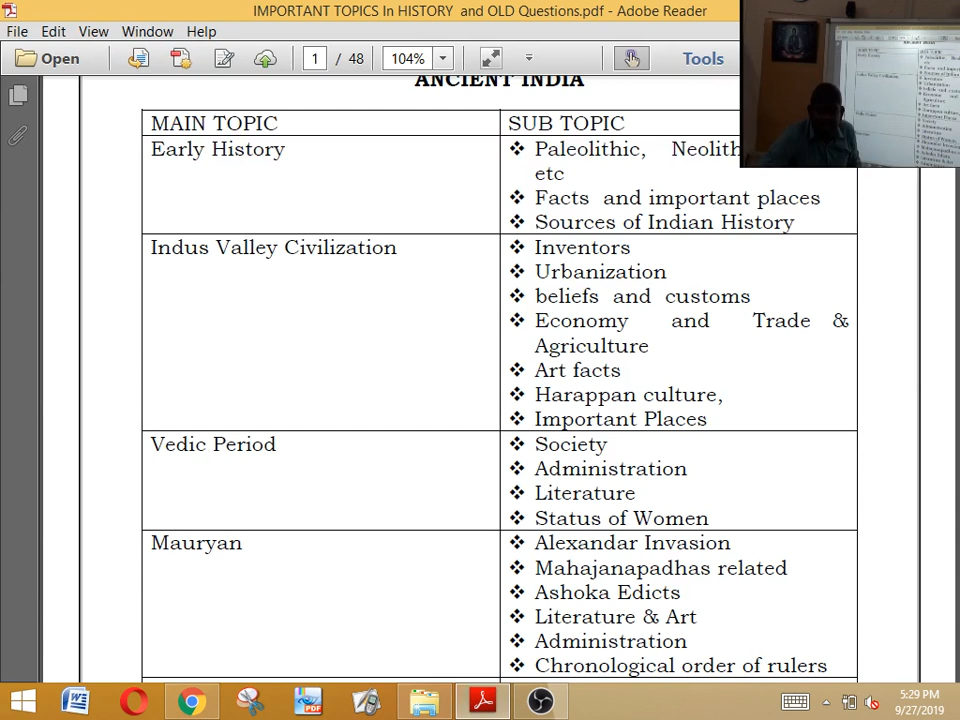 IMPORTANT TOPICS In HISTORY and OLD Questions.pdf - Adobe Reader
File Edit View Window Help
Open 1 / 48 104% Tools
ANCIENT INDIA
MAIN TOPIC SUB TOPIC
Early History
❖ Paleolithic,
etc
❖ Facts and important places
❖ Sources of Indian History
Indus Valley Civilization
❖ Inventors
❖ Urbanization
❖ beliefs and customs
❖ Economy and Trade &
Agriculture
❖ Art facts
❖ Harappan culture,
❖ Important Places
Vedic Period
❖ Society
❖ Administration
❖ Literature
❖ Status of Women
Mauryan
❖ Alexandar Invasion
❖ Mahajanapadhas related
❖ Ashoka Edicts
❖ Literature & Art
❖ Administration
❖ Chronological order of rulers
5:29 PM
9/27/2019